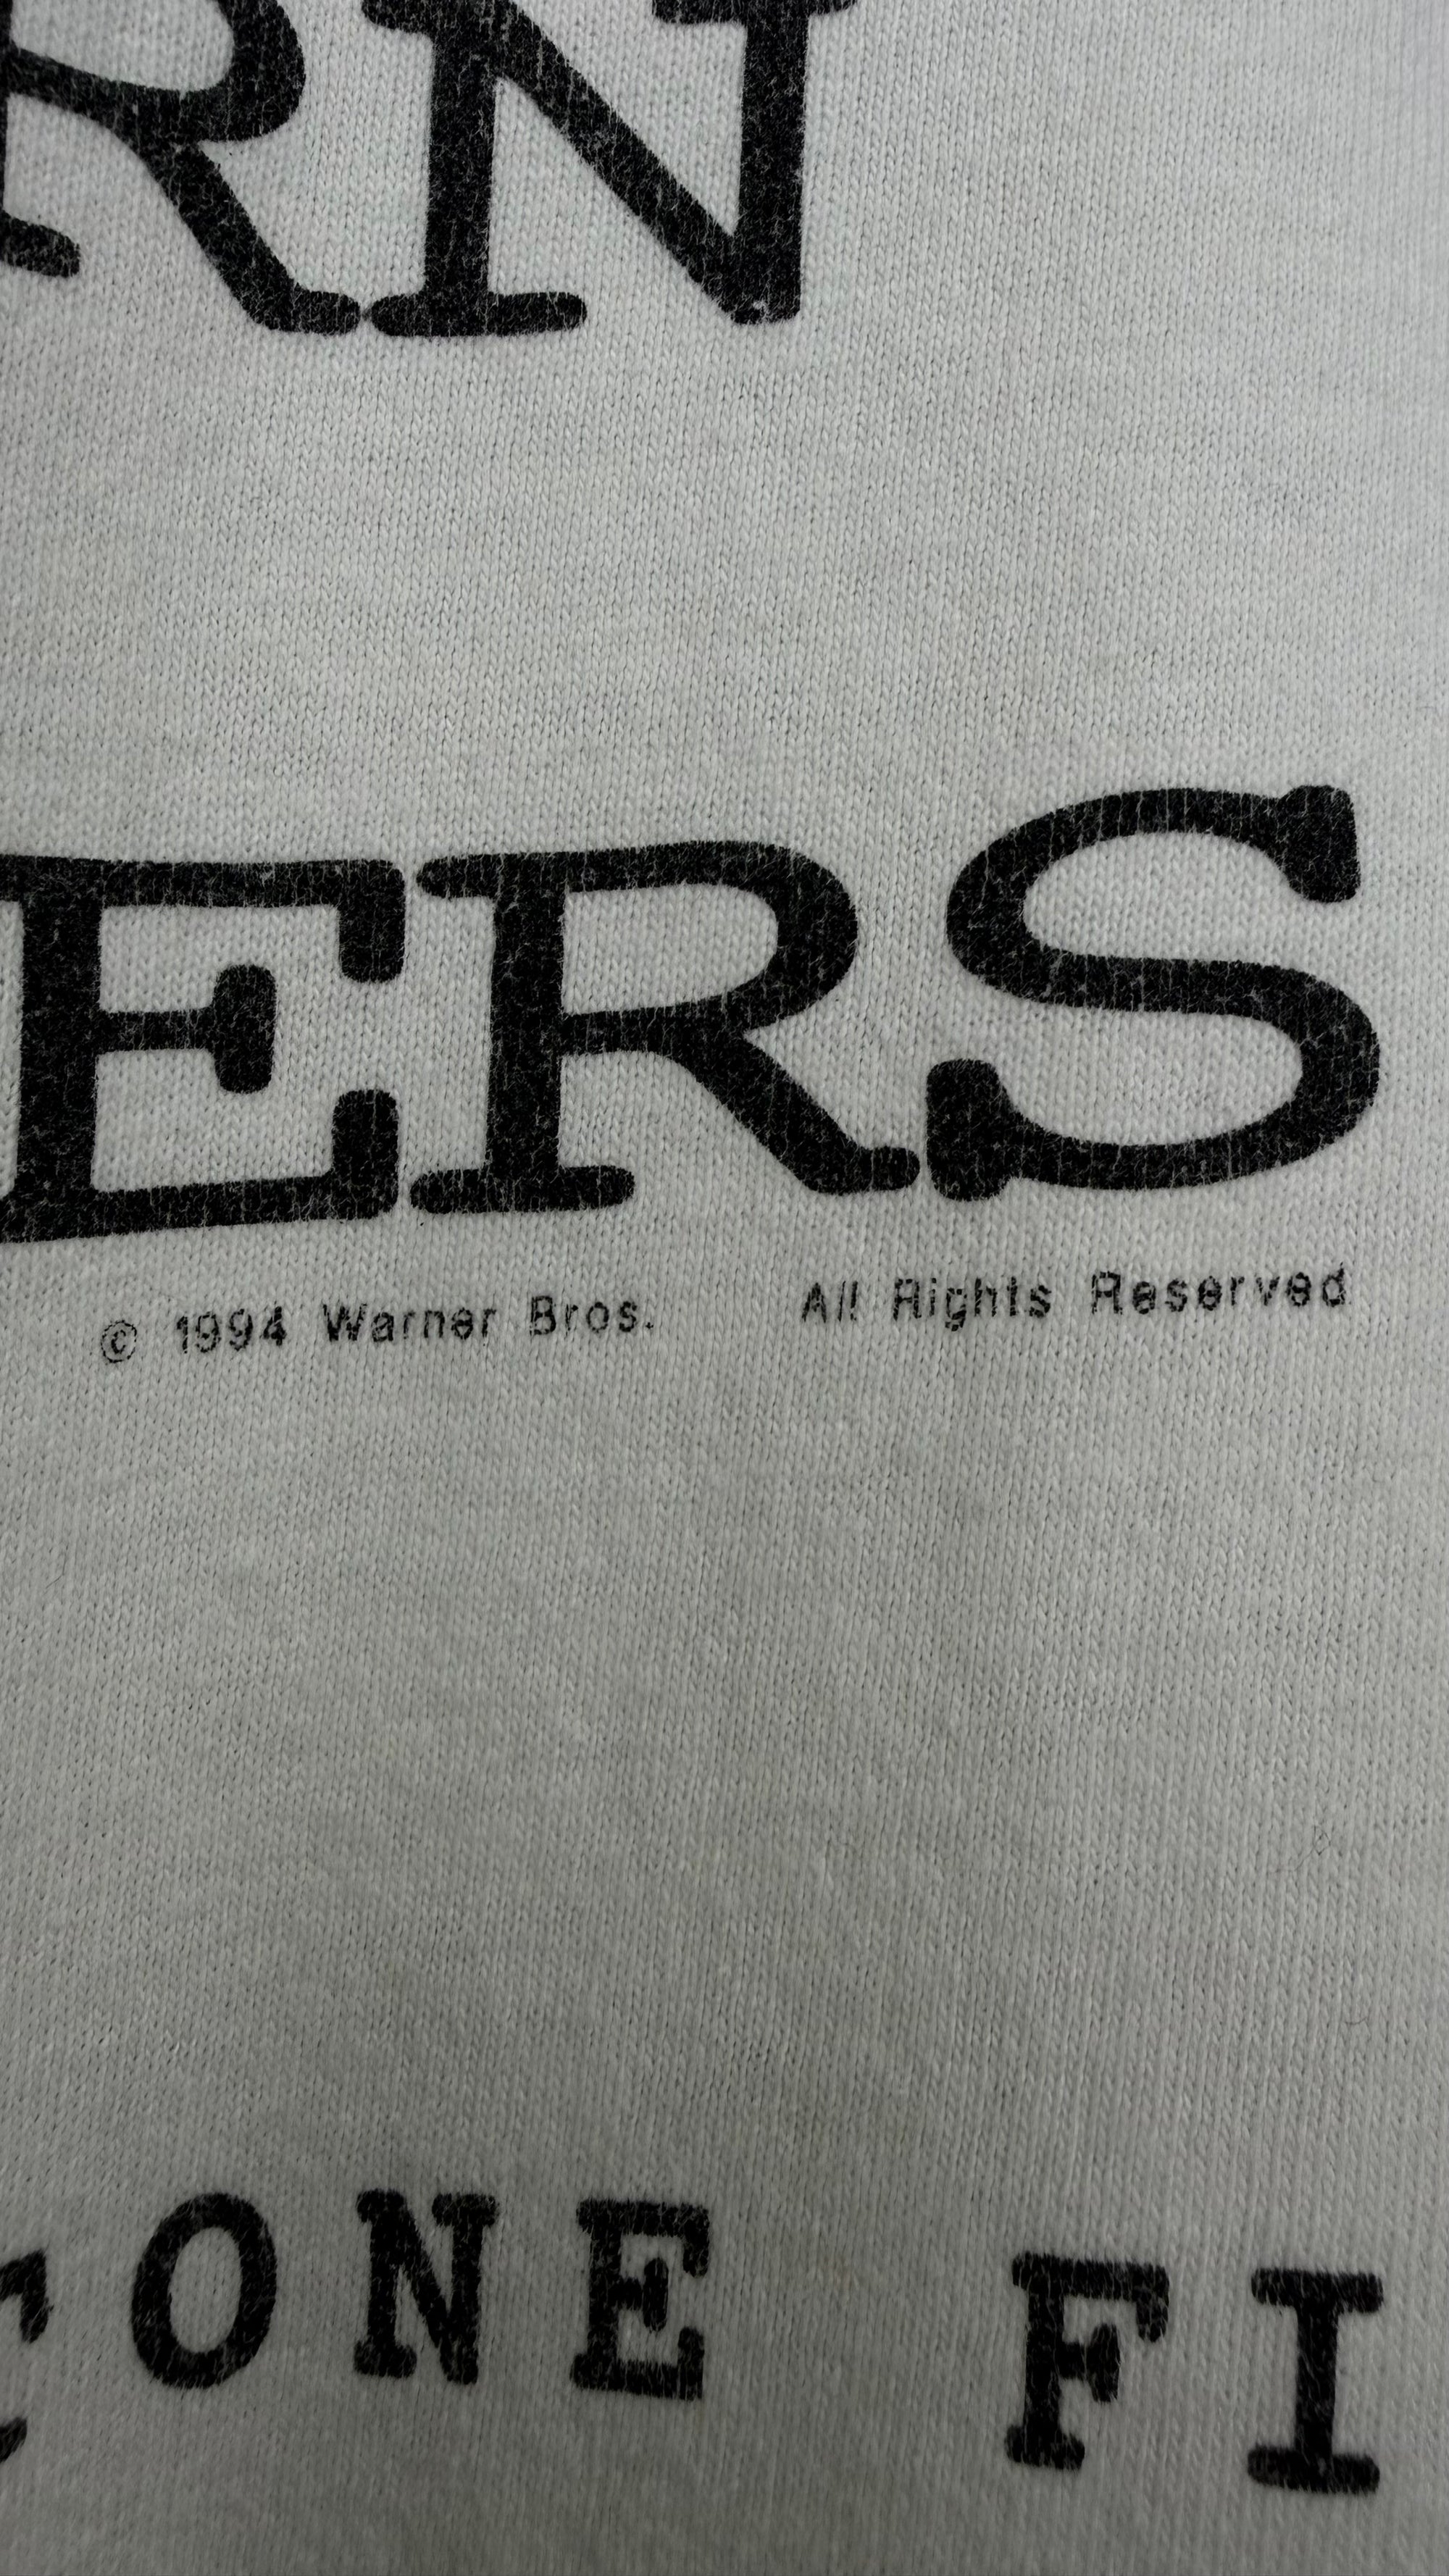 RN
ERS
© 1994 Warner Bros. All Rights Reserved
ONE FI